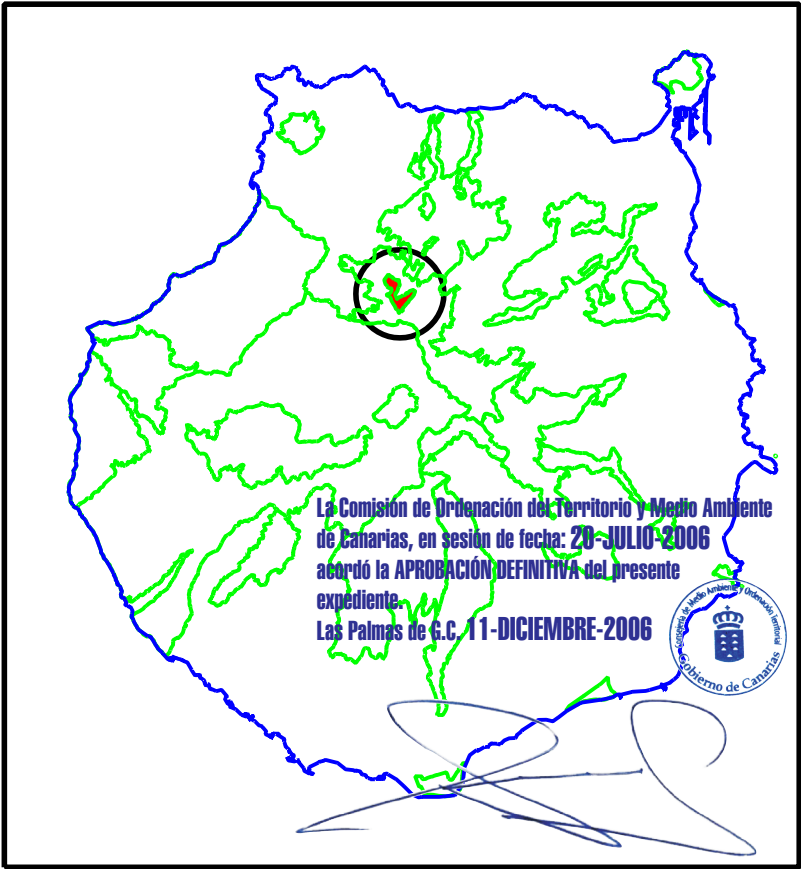 La Comisión de Ordenación del Territorio y Medio Ambiente
de Canarias, en sesión de fecha: 20-JULIO-2006
acordó la APROBACIÓN DEFINITIVA del presente
expediente.
Las Palmas de G.C. 11-DICIEMBRE-2006
Consejería de Medio Ambiente y Ordenación Territorial
Gobierno de Canarias